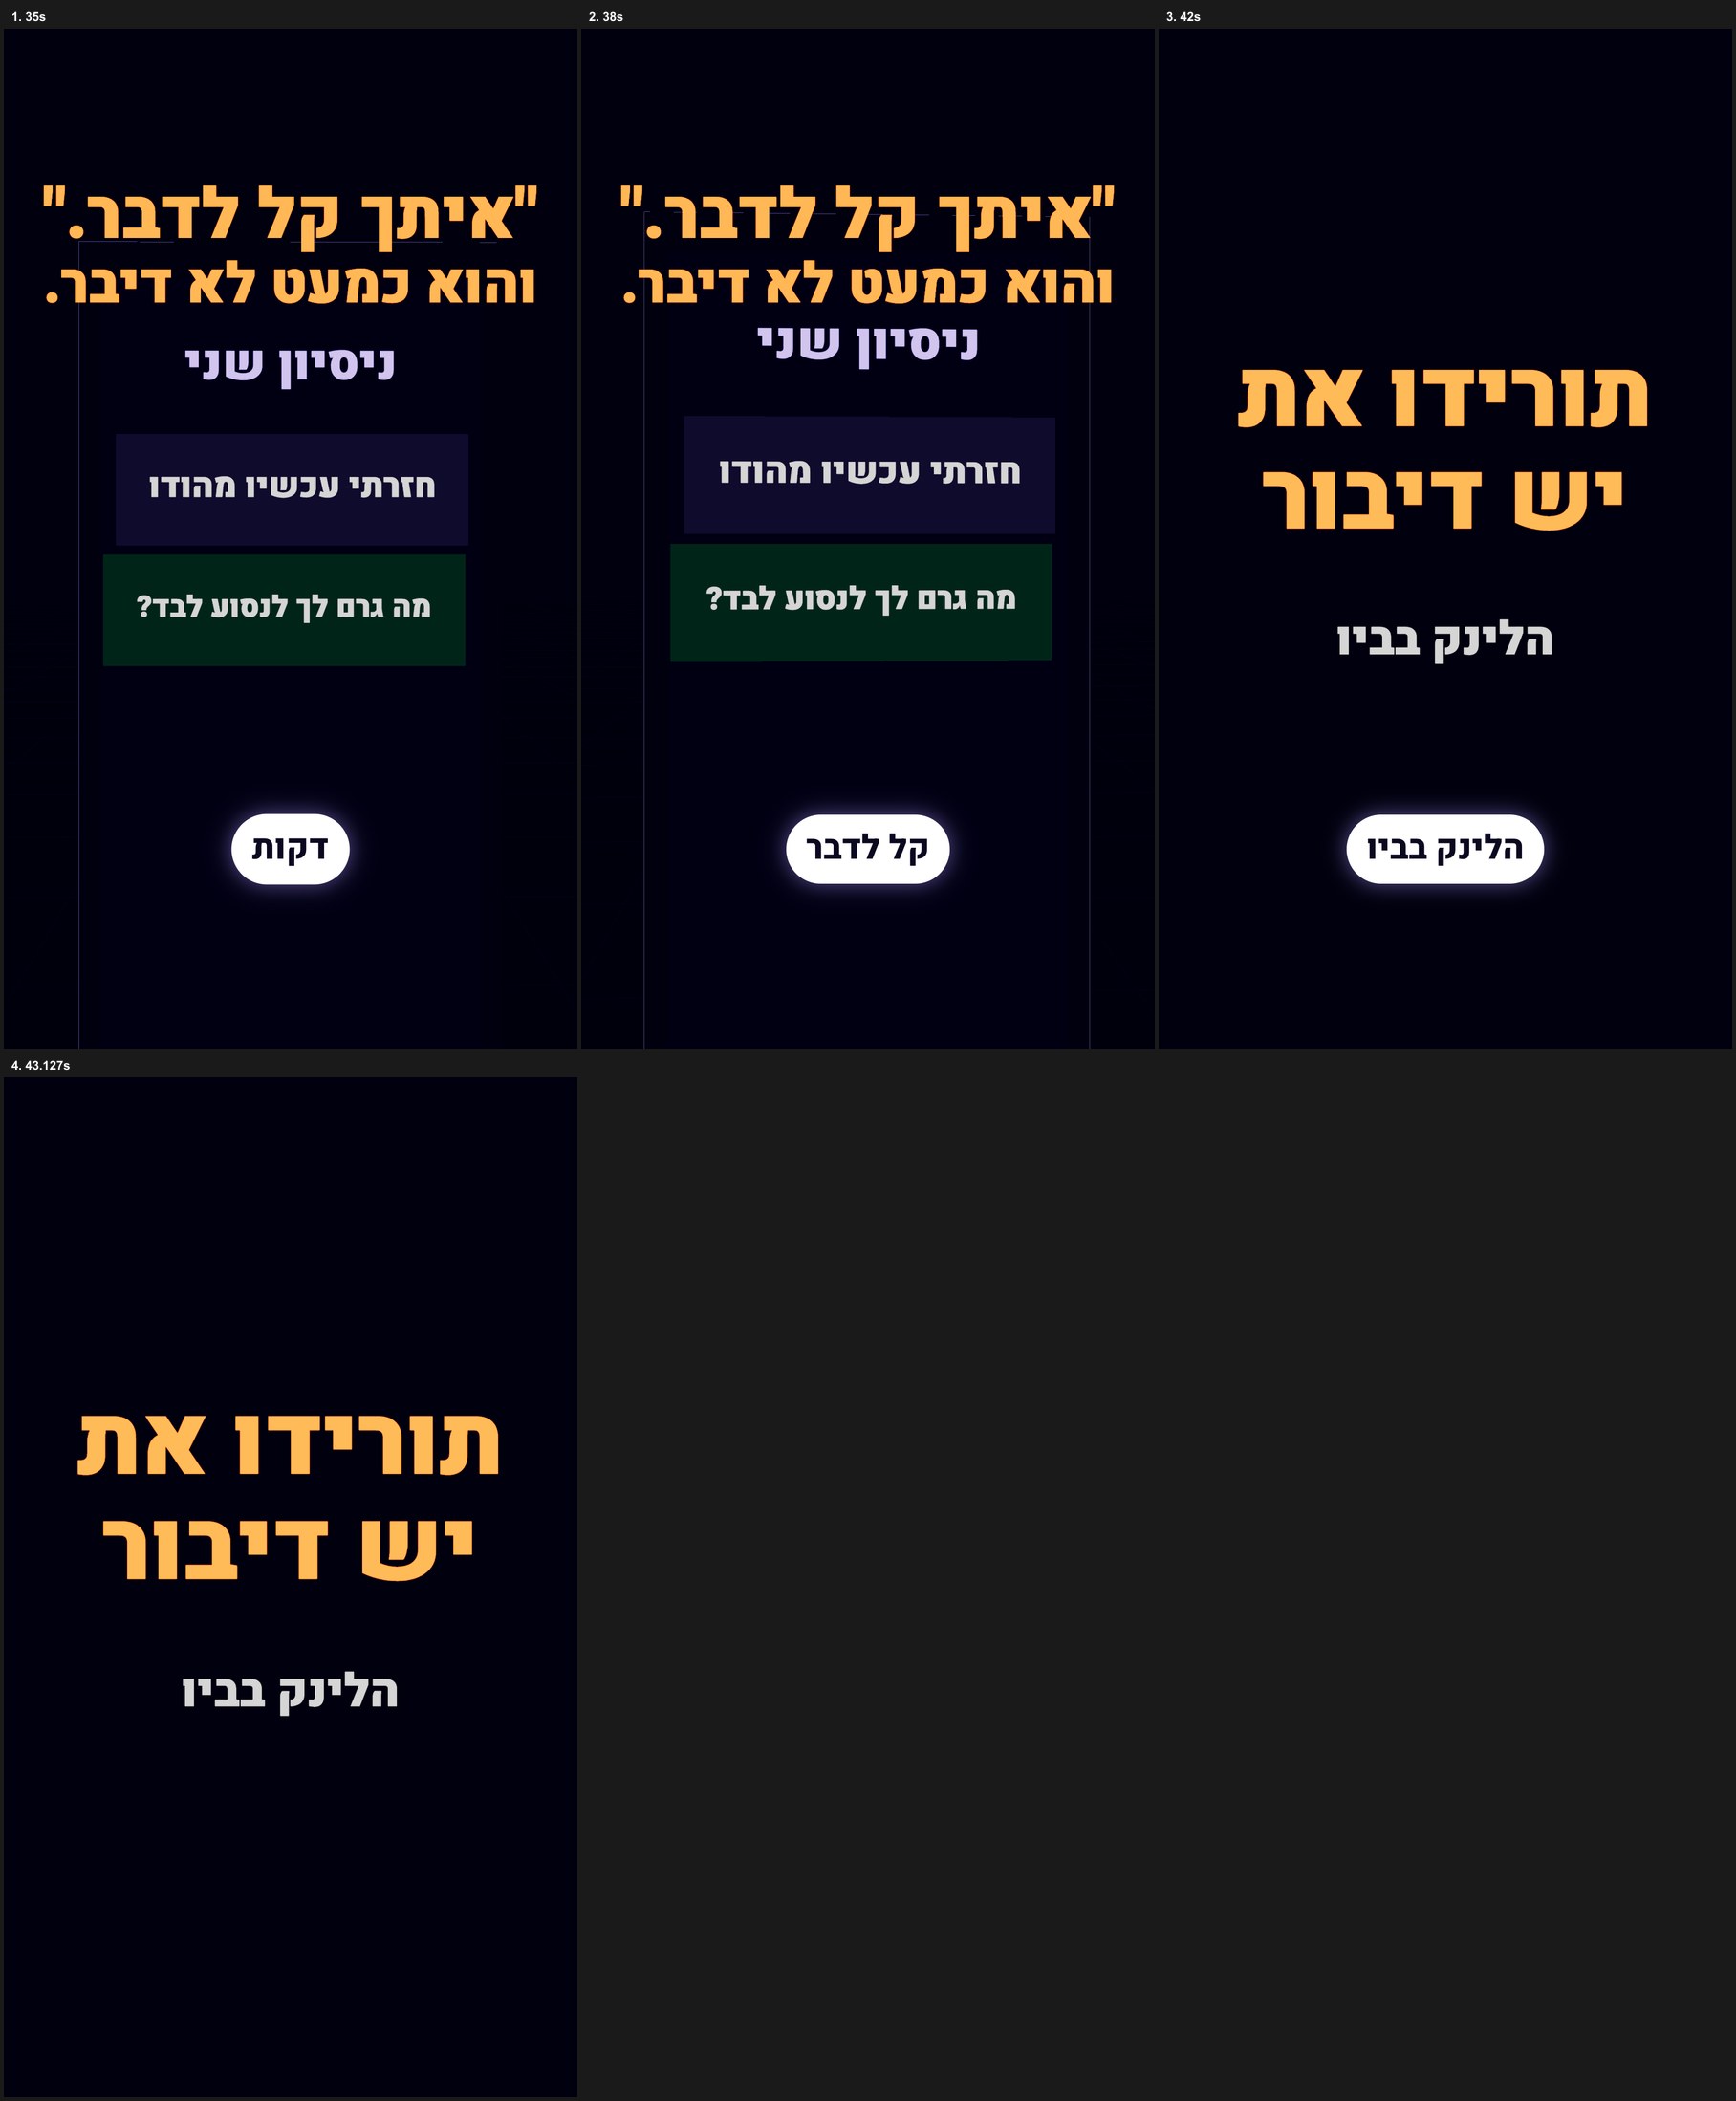 1. 35s
"איתך קל לדבר."
והוא כמעט לא דיבר.
ניסיון שני
חזרתי עכשיו מהודו
מה גרם לך לנסוע לבד?
דקות
2. 38s
"איתך קל לדבר."
והוא כמעט לא דיבר.
ניסיון שני
חזרתי עכשיו מהודו
מה גרם לך לנסוע לבד?
קל לדבר
3. 42s
תורידו את
יש דיבור
הלינק בביו
הלינק בביו
4. 43.127s
תורידו את
יש דיבור
הלינק בביו